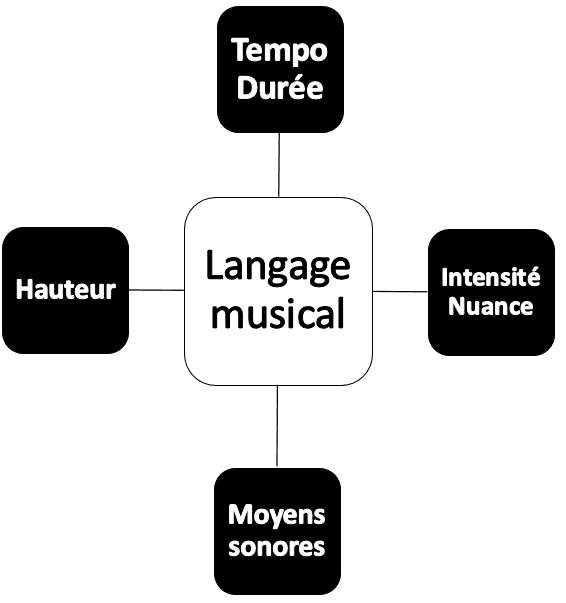 Tempo
Durée
Hauteur
Langage
musical
Intensité
Nuance
Moyens
sonores